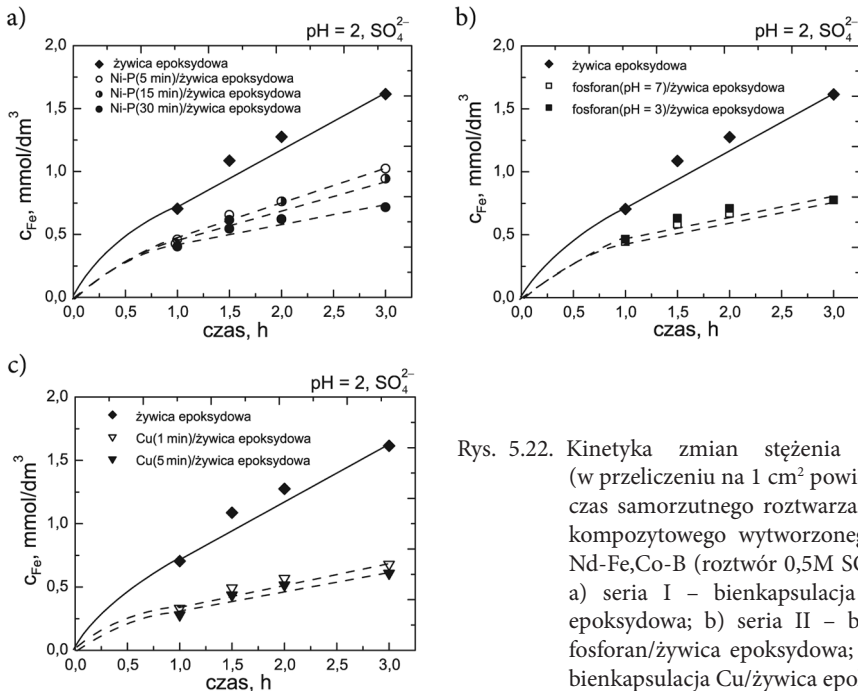 a)
pH = 2, SO₄²⁻
2,0
1,5
1,0
0,5
0,0
c_Fe, mmol/dm³
żywica epoksydowa
Ni-P(5 min)/żywica epoksydowa
Ni-P(15 min)/żywica epoksydowa
Ni-P(30 min)/żywica epoksydowa
0,0 0,5 1,0 1,5 2,0 2,5 3,0
czas, h
b)
pH = 2, SO₄²⁻
2,0
1,5
1,0
0,5
0,0
c_Fe, mmol/dm³
żywica epoksydowa
fosforan(pH = 7)/żywica epoksydowa
fosforan(pH = 3)/żywica epoksydowa
0,0 0,5 1,0 1,5 2,0 2,5 3,0
czas, h
c)
pH = 2, SO₄²⁻
2,0
1,5
1,0
0,5
0,0
c_Fe, mmol/dm³
żywica epoksydowa
Cu(1 min)/żywica epoksydowa
Cu(5 min)/żywica epoksydowa
0,0 0,5 1,0 1,5 2,0 2,5 3,0
czas, h
Rys. 5.22. Kinetyka zmian stężenia
(w przeliczeniu na 1 cm² powi
czas samorzutnego roztwarza
kompozytowego wytworzoneg
Nd-Fe,Co-B (roztwór 0,5M SO
a) seria I – bienkapsulacja
epoksydowa; b) seria II – b
fosforan/żywica epoksydowa;
bienkapsulacja Cu/żywica epo